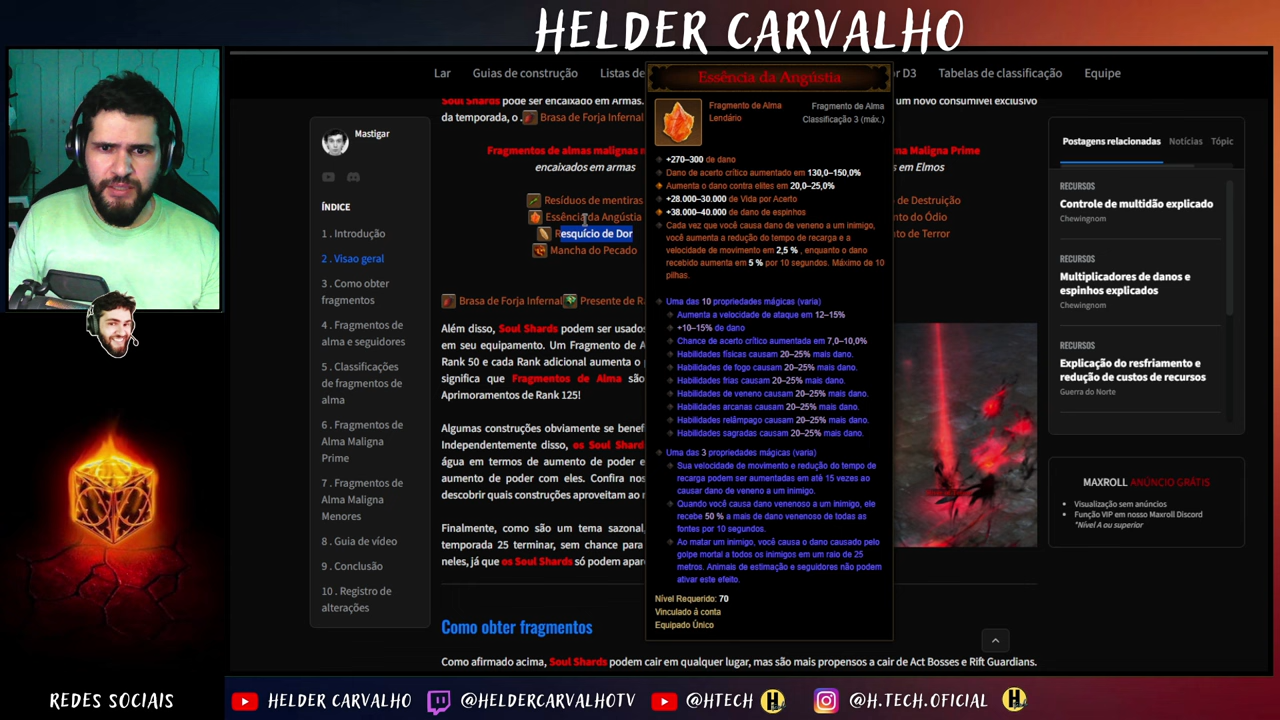 HELDER CARVALHO
Lar
Guias de construção
Listas de
r D3
Tabelas de classificação
Equipe
Mastigar
ÍNDICE
1 . Introdução
2 . Visao geral
3 . Como obter
fragmentos
4 . Fragmentos de
alma e seguidores
5 . Classificações
de fragmentos de
alma
6 . Fragmentos de
Alma Maligna
Prime
7 . Fragmentos de
Alma Malignos
Menores
8 . Guia de vídeo
9 . Conclusão
10 . Registro de
alterações
Soul Shards pode ser encaixado em Armas.
um novo consumível exclusivo
da temporada, o . Brasa de Forja Infernal
Fragmentos de almas malignas
na Maligna Prime
encaixados em armas
encaixados em Elmos
Resíduos de mentiras
e de Destruição
Essência da Angústia
to do Ódio
Resquício de Dor
to de Terror
Mancha do Pecado
Brasa de Forja Infernal Presente de R
Além disso, Soul Shards podem ser usados
em seu equipamento. Um Fragmento de A
Rank 50 e cada Rank adicional aumenta o
significa que Fragmentos de Alma são
Aprimoramentos de Rank 125!
Algumas construções obviamente se benef
Independentemente disso, os Soul Shard
água em termos de aumento de poder e
aumento de poder com eles. Confira nos
descobrir quais construções aproveitam ao
Finalmente, como são um tema sazonal,
temporada 25 terminar, sem chance para
neles, já que os Soul Shards só podem apar
Como obter fragmentos
Como afirmado acima, Soul Shards podem cair em qualquer lugar, mas são mais propensos a cair de Act Bosses e Rift Guardians.
Essência da Angústia
Fragmento de Alma
Lendário
Fragmento de Alma
Classificação 3 (máx.)
+270–300 de dano
Dano de acerto crítico aumentado em 130,0–150,0%
Aumenta o dano contra elites em 20,0–25,0%
+28.000–30.000 de Vida por Acerto
+38.000–40.000 de dano de espinhos
Cada vez que você causa dano de veneno a um inimigo,
você aumenta a redução do tempo de recarga e a
velocidade de movimento em 2,5 % , enquanto o dano
recebido aumenta em 5 % por 10 segundos. Máximo de 10
pilhas.
Uma das 10 propriedades mágicas (varia)
Aumenta a velocidade de ataque em 12–15%
+10–15% de dano
Chance de acerto crítico aumentada em 7,0–10,0%
Habilidades físicas causam 20–25% mais dano.
Habilidades de fogo causam 20–25% mais dano.
Habilidades frias causam 20–25% mais dano.
Habilidades de veneno causam 20–25% mais dano.
Habilidades arcanas causam 20–25% mais dano.
Habilidades relâmpago causam 20–25% mais dano.
Habilidades sagradas causam 20–25% mais dano.
Uma das 3 propriedades mágicas (varia)
Sua velocidade de movimento e redução do tempo de
recarga podem ser aumentadas em até 15 vezes ao
causar dano de veneno a um inimigo.
Quando você causa dano venenoso a um inimigo, ele
recebe 50 % a mais de dano venenoso de todas as
fontes por 10 segundos.
Ao matar um inimigo, você causa o dano causado pelo
golpe mortal a todos os inimigos em um raio de 25
metros. Animais de estimação e seguidores não podem
ativar este efeito.
Nível Requerido: 70
Vinculado à conta
Equipado Único
Postagens relacionadas
Notícias
Tópic
RECURSOS
Controle de multidão explicado
Chewingnom
RECURSOS
Multiplicadores de danos e
espinhos explicados
Chewingnom
RECURSOS
Explicação do resfriamento e
redução de custos de recursos
Guerra do Norte
MAXROLL ANÚNCIO GRÁTIS
Visualização sem anúncios
Função VIP em nosso Maxroll Discord
*Nível A ou superior
REDES SOCIAIS
HELDER CARVALHO
@HELDERCARVALHOTV
@HTECH
@H.TECH.OFICIAL